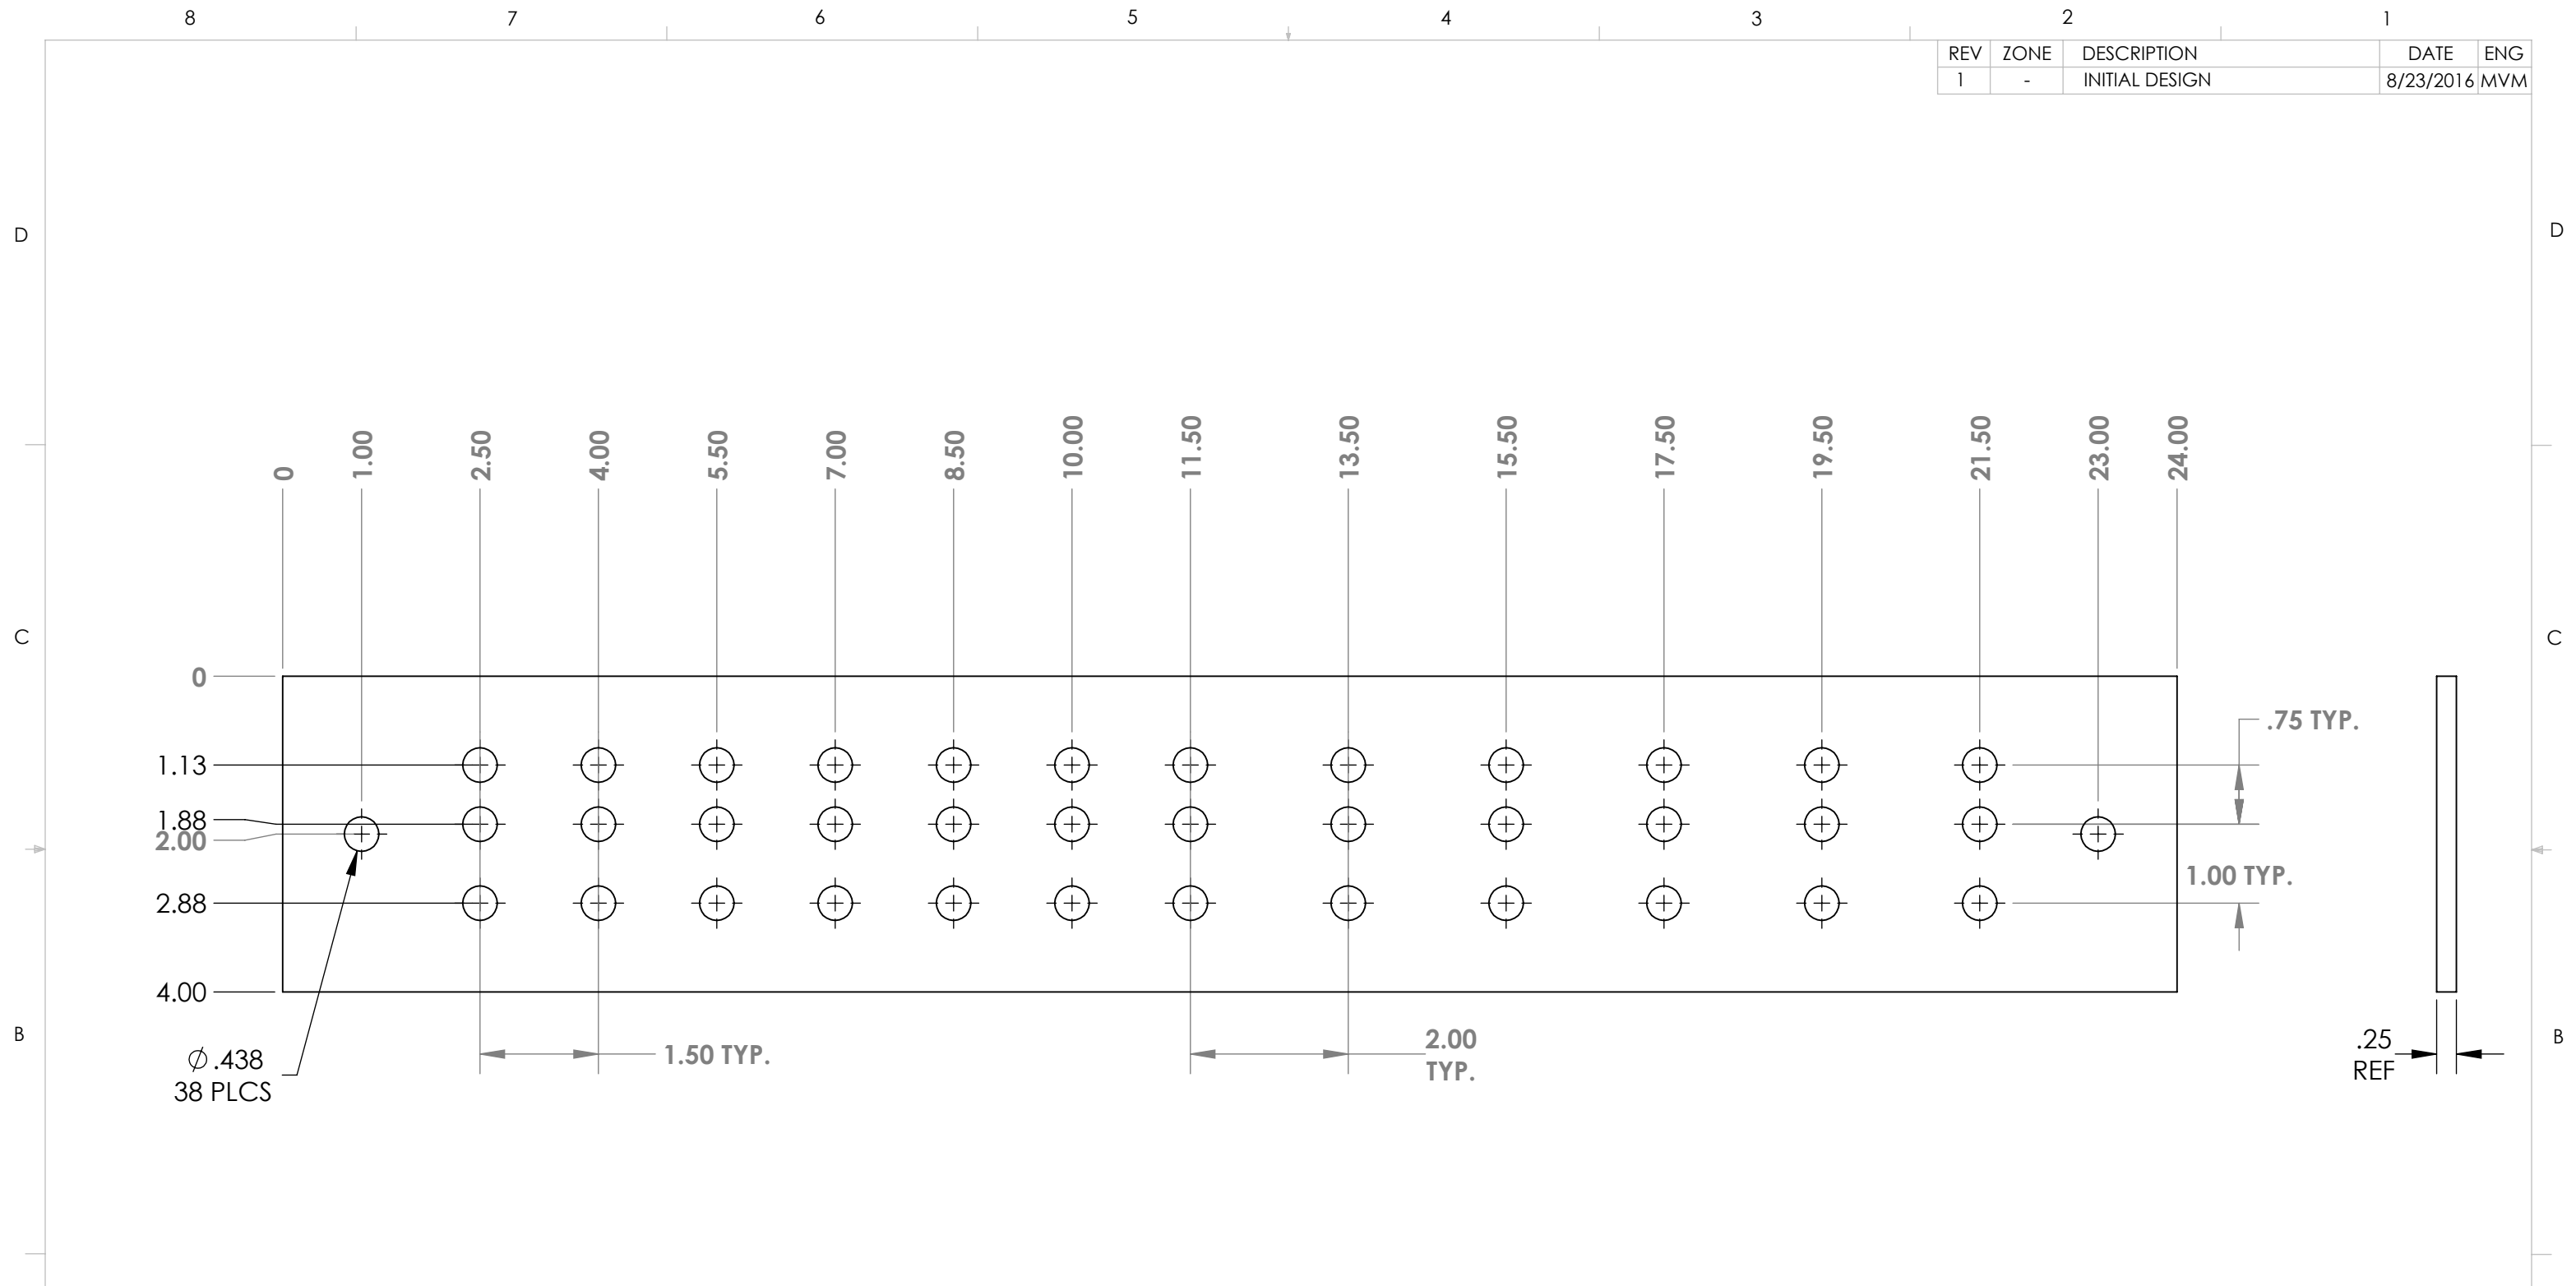 8 7 6 5 4 3 2 1
REV ZONE DESCRIPTION DATE ENG
1 - INITIAL DESIGN 8/23/2016 MVM
D D
0 1.00 2.50 4.00 5.50 7.00 8.50 10.00 11.50 13.50 15.50 17.50 19.50 21.50 23.00 24.00
C C
0
.75 TYP.
1.13
1.88
2.00
1.00 TYP.
2.88
4.00
B B
∅ .438
38 PLCS
1.50 TYP.
2.00
TYP.
.25
REF